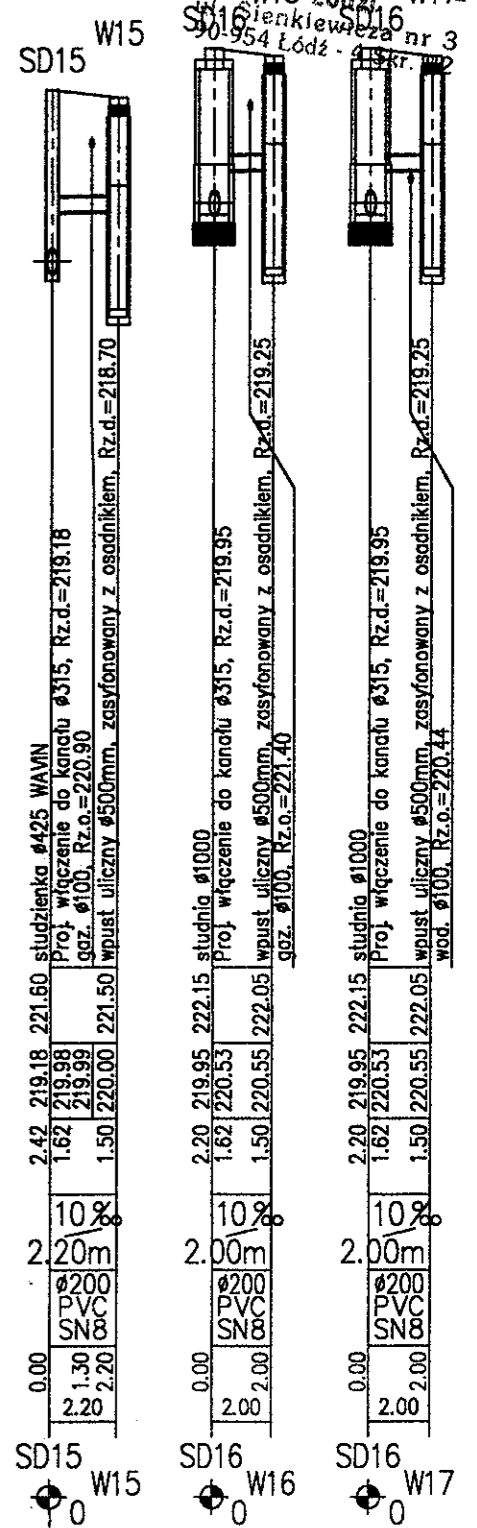 Sienkiewicza nr 3
90-954 Łódź - 4 Skr.
SD15
W15
SD16
SD16
studzienka ø425 WAVIN
Proj. włączenie do kanału ø315, Rz.d.=219.18
gaz. ø100, Rz.o.=220.90
wpust uliczny ø500mm, zasyfonowany z osadnikiem, Rz.d.=218.70
221.60
221.50
219.18
219.98
219.99
220.00
2.42
1.62
1.50
10‰
2.20m
ø200
PVC
SN8
0.00
1.30
2.20
2.20
SD15
W15
0
studnia ø1000
Proj. włączenie do kanału ø315, Rz.d.=219.95
wpust uliczny ø500mm, zasyfonowany z osadnikiem, Rz.d.=219.25
gaz. ø100, Rz.o.=221.40
222.15
222.05
219.95
220.53
220.55
2.20
1.62
1.50
10‰
2.00m
ø200
PVC
SN8
0.00
2.00
2.00
SD16
W16
0
studnia ø1000
Proj. włączenie do kanału ø315, Rz.d.=219.95
wpust uliczny ø500mm, zasyfonowany z osadnikiem, Rz.d.=219.25
wod. ø100, Rz.o.=220.44
222.15
222.05
219.95
220.53
220.55
2.20
1.62
1.50
10‰
2.00m
ø200
PVC
SN8
0.00
2.00
2.00
SD16
W17
0